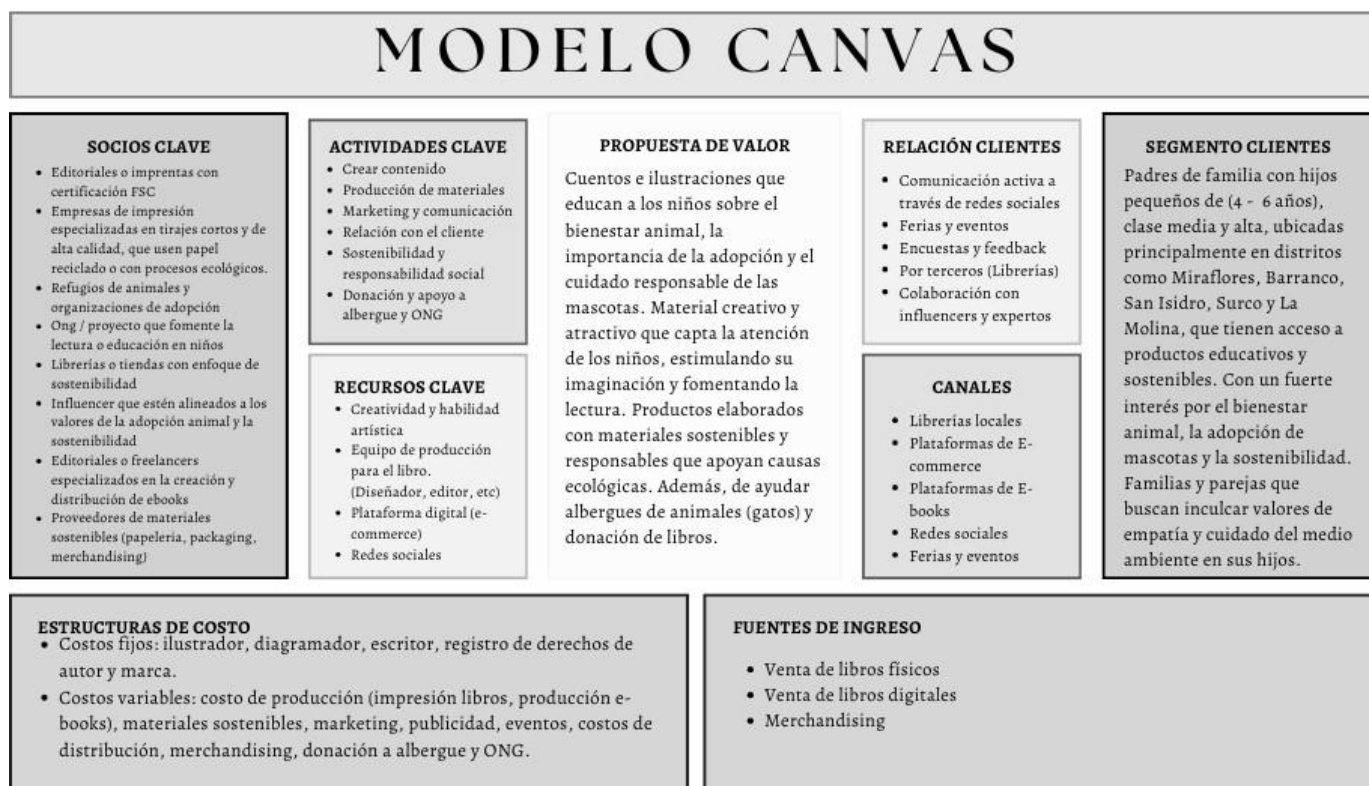 MODELO CANVAS
SOCIOS CLAVE
• Editoriales o imprentas con
certificación FSC
• Empresas de impresión
especializadas en tirajes cortos y de
alta calidad, que usen papel
reciclado o con procesos ecológicos.
• Refugios de animales y
organizaciones de adopción
• Ong / proyecto que fomente la
lectura o educación en niños
• Librerías o tiendas con enfoque de
sostenibilidad
• Influencer que estén alineados a los
valores de la adopción animal y la
sostenibilidad
• Editoriales o freelancers
especializados en la creación y
distribución de ebooks
• Proveedores de materiales
sostenibles (papeleria, packaging,
merchandising)
ACTIVIDADES CLAVE
• Crear contenido
• Producción de materiales
• Marketing y comunicación
• Relación con el cliente
• Sostenibilidad y
responsabilidad social
• Donación y apoyo a
albergue y ONG
RECURSOS CLAVE
• Creatividad y habilidad
artística
• Equipo de producción
para el libro.
(Diseñador, editor, etc)
• Plataforma digital (e-
commerce)
• Redes sociales
PROPUESTA DE VALOR
Cuentos e ilustraciones que
educan a los niños sobre el
bienestar animal, la
importancia de la adopción y el
cuidado responsable de las
mascotas. Material creativo y
atractivo que capta la atención
de los niños, estimulando su
imaginación y fomentando la
lectura. Productos elaborados
con materiales sostenibles y
responsables que apoyan causas
ecológicas. Además, de ayudar
albergues de animales (gatos) y
donación de libros.
RELACIÓN CLIENTES
• Comunicación activa a
través de redes sociales
• Ferias y eventos
• Encuestas y feedback
• Por terceros (Librerías)
• Colaboración con
influencers y expertos
CANALES
• Librerías locales
• Plataformas de E-
commerce
• Plataformas de E-
books
• Redes sociales
• Ferias y eventos
SEGMENTO CLIENTES
Padres de familia con hijos
pequeños de (4 - 6 años),
clase media y alta, ubicadas
principalmente en distritos
como Miraflores, Barranco,
San Isidro, Surco y La
Molina, que tienen acceso a
productos educativos y
sostenibles. Con un fuerte
interés por el bienestar
animal, la adopción de
mascotas y la sostenibilidad.
Familias y parejas que
buscan inculcar valores de
empatía y cuidado del medio
ambiente en sus hijos.
ESTRUCTURAS DE COSTO
• Costos fijos: ilustrador, diagramador, escritor, registro de derechos de
autor y marca.
• Costos variables: costo de producción (impresión libros, producción e-
books), materiales sostenibles, marketing, publicidad, eventos, costos de
distribución, merchandising, donación a albergue y ONG.
FUENTES DE INGRESO
• Venta de libros físicos
• Venta de libros digitales
• Merchandising